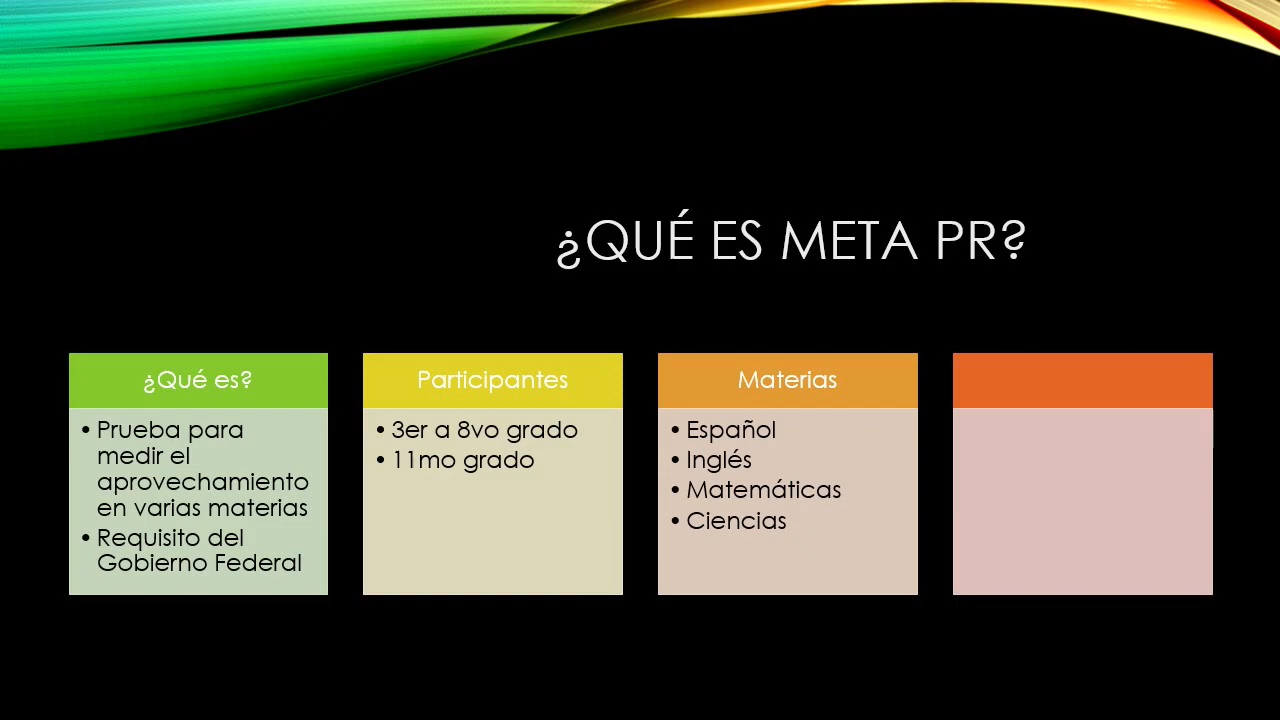 ¿QUÉ ES META PR?
¿Qué es?
• Prueba para
medir el
aprovechamiento
en varias materias
• Requisito del
Gobierno Federal
Participantes
• 3er a 8vo grado
• 11mo grado
Materias
• Español
• Inglés
• Matemáticas
• Ciencias